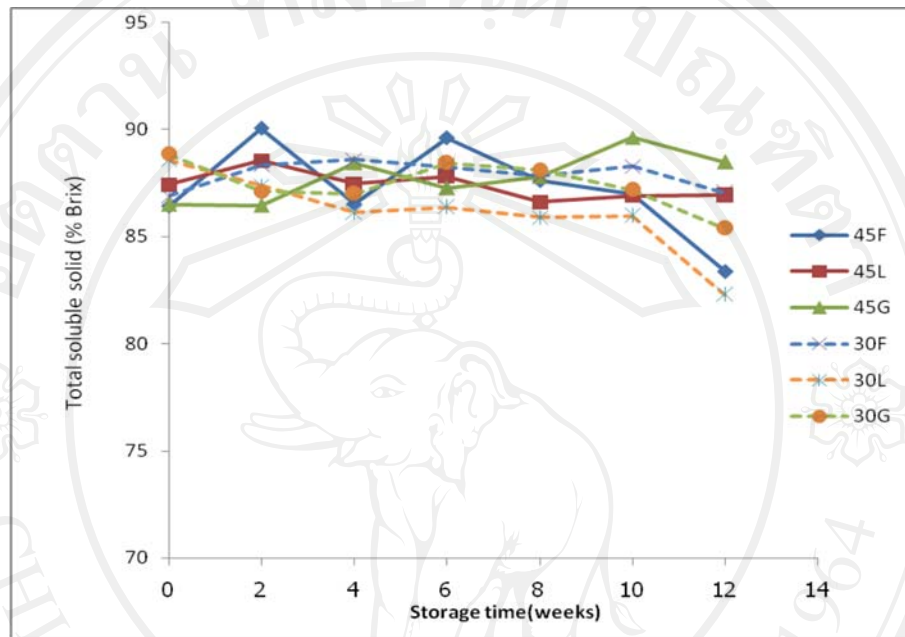 95
90
85
80
75
70
0 2 4 6 8 10 12 14
Total soluble solid (% Brix)
Storage time(weeks)
45F
45L
45G
30F
30L
30G
1964